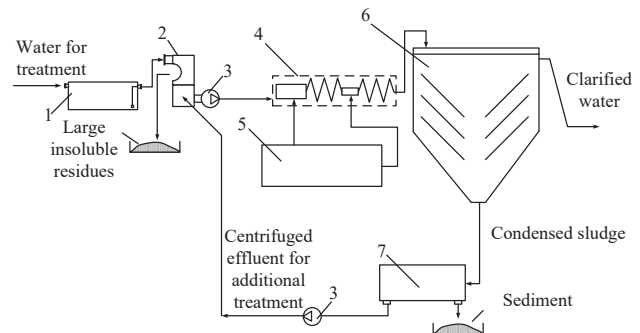 Water for
treatment
1
2
3
4
5
6
Clarified
water
Large
insoluble
residues
Condensed sludge
Centrifuged
effluent for
additional
treatment
7
3
Sediment